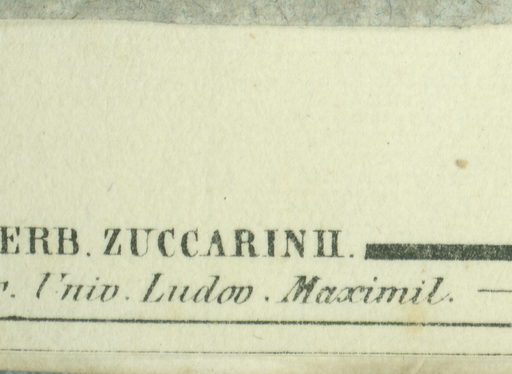 ERB. ZUCCARINII.
Univ. Ludov. Maximil. —